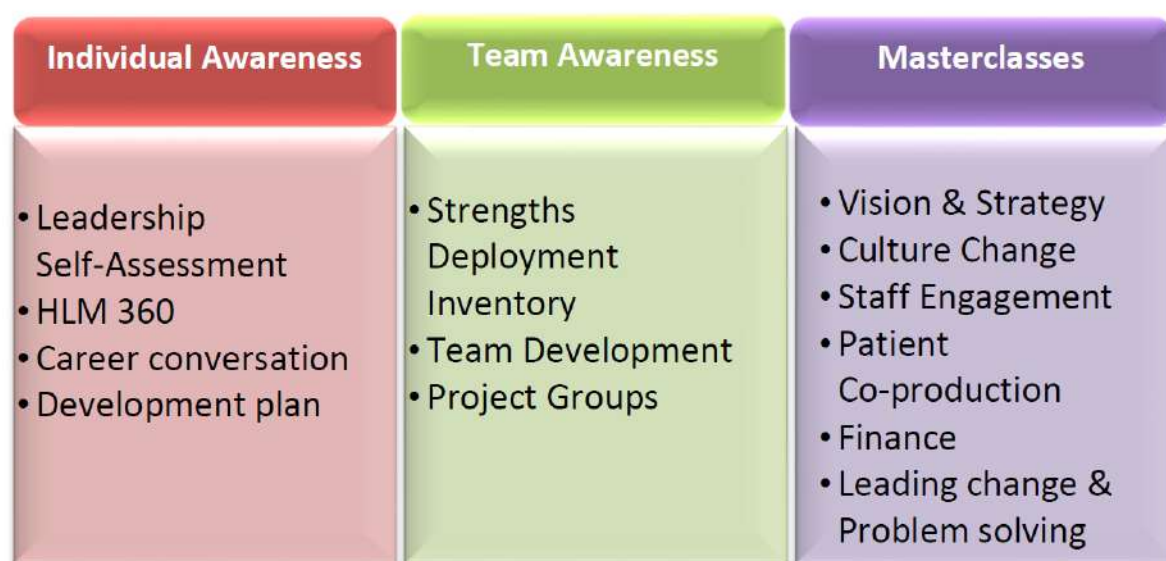 Individual Awareness
• Leadership
Self-Assessment
• HLM 360
• Career conversation
• Development plan
Team Awareness
• Strengths
Deployment
Inventory
• Team Development
• Project Groups
Masterclasses
• Vision & Strategy
• Culture Change
• Staff Engagement
• Patient
Co-production
• Finance
• Leading change &
Problem solving